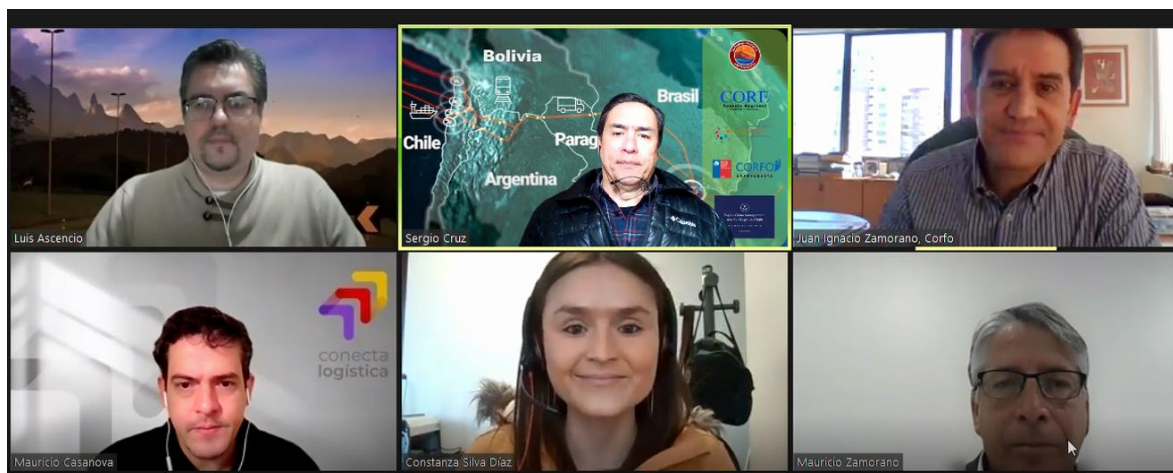 Luis Ascencio
Bolivia
Brasil
Chile
Parag
Argentina
CORE
CORFO
Sergio Cruz
Juan Ignacio Zamorano, Corfo
conecta
logística
Mauricio Casanova
Constanza Silva Díaz
Mauricio Zamorano